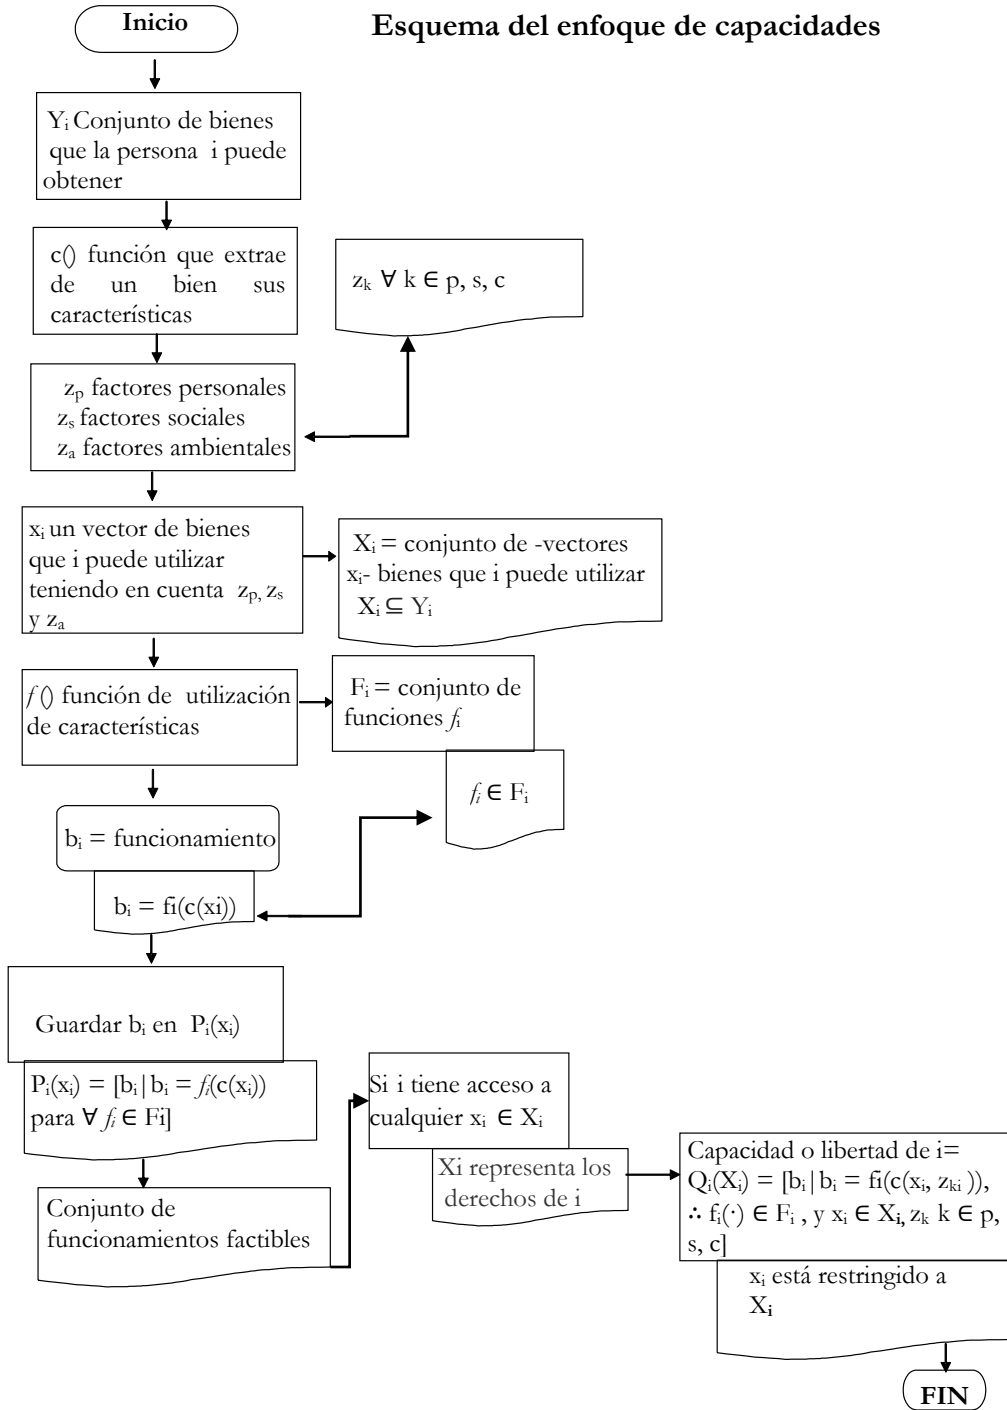 Inicio
Esquema del enfoque de capacidades
Yᵢ Conjunto de bienes
que la persona i puede
obtener
c() función que extrae
de un bien sus
características
zₖ ∀ k ∈ p, s, c
zₚ factores personales
zₛ factores sociales
zₐ factores ambientales
xᵢ un vector de bienes
que i puede utilizar
teniendo en cuenta zₚ, zₛ
y zₐ
Xᵢ = conjunto de -vectores
xᵢ- bienes que i puede utilizar
Xᵢ ⊆ Yᵢ
f () función de utilización
de características
Fᵢ = conjunto de
funciones fᵢ
fᵢ ∈ Fᵢ
bᵢ = funcionamiento
bᵢ = fi(c(xi))
Guardar bᵢ en Pᵢ(xᵢ)
Pᵢ(xᵢ) = [bᵢ|bᵢ = fᵢ(c(xᵢ))
para ∀ fᵢ ∈ Fi]
Conjunto de
funcionamientos factibles
Si i tiene acceso a
cualquier xᵢ ∈ Xᵢ
Xi representa los
derechos de i
Capacidad o libertad de i=
Qᵢ(Xᵢ) = [bᵢ|bᵢ = fi(c(xᵢ, zₖᵢ )),
∴ fᵢ(·) ∈ Fᵢ , y xᵢ ∈ Xᵢ, zₖ k ∈ p,
s, c]
xᵢ está restringido a
Xᵢ
FIN